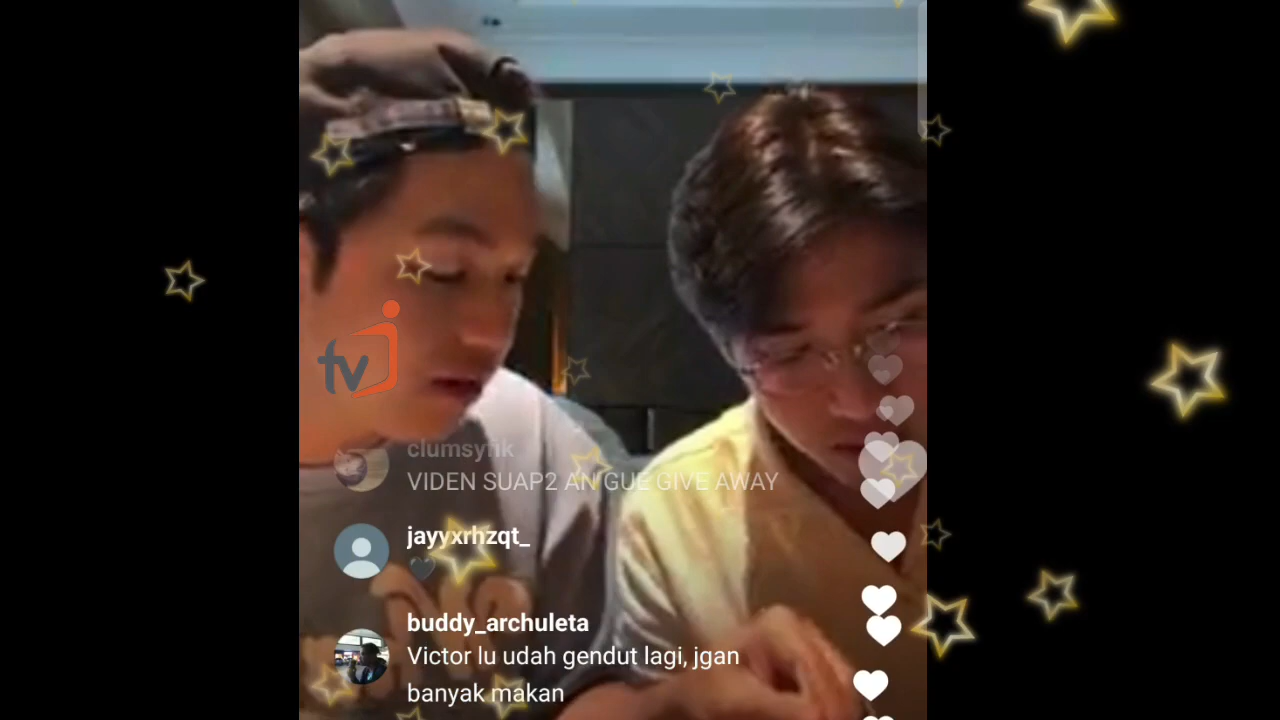 tv
clumsyfik
VIDEN SUAP2 AN GUE GIVE AWAY
jayyxrhzqt_
buddy_archuleta
Victor lu udah gendut lagi, jgan
banyak makan